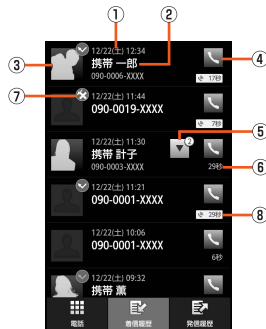 ① ②
12/22(土) 12:34
③ 携帯 一郎 ④
090-0006-XXXX
17秒
⑦ 12/22(土) 11:44
090-0019-XXXX
7秒
⑤
12/22(土) 11:30
2
携帯 計子
090-0003-XXXX
29秒 ⑥
12/22(土) 11:21
090-0001-XXXX
29秒 ⑧
12/22(土) 10:06
090-0001-XXXX
6秒
12/22(土) 09:32
携帯 薫
電話 着信履歴 発信履歴